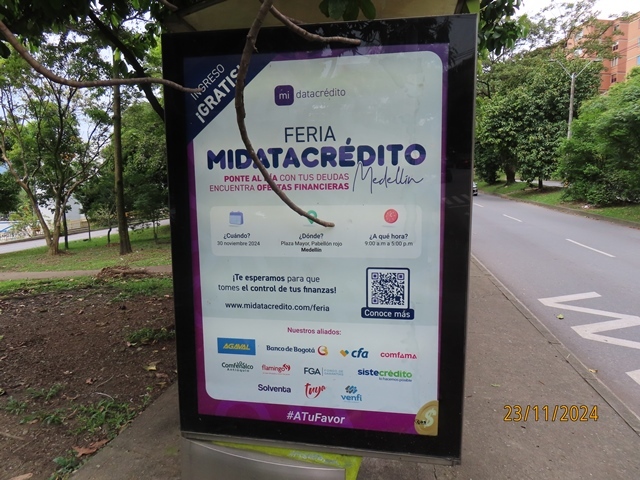 INGRESO
¡GRATIS!
mi datacrédito
FERIA
MIDATACRÉDITO
PONTE AL DÍA CON TUS DEUDAS
ENCUENTRA OFERTAS FINANCIERAS
Medellín
¿Cuándo?
30 noviembre 2024
¿Dónde?
Plaza Mayor, Pabellón rojo
Medellín
¿A qué hora?
9:00 a.m a 5:00 p.m
¡Te esperamos para que
tomes el control de tus finanzas!
www.midatacredito.com/feria
Conoce más
Nuestros aliados:
AGAVAL
Banco de Bogotá
cfa
comfama
Comfenalco
Antioquia
flamingo
FGA
sistecrédito
Solventa
tuya
venfi
#ATuFavor
23/11/2024